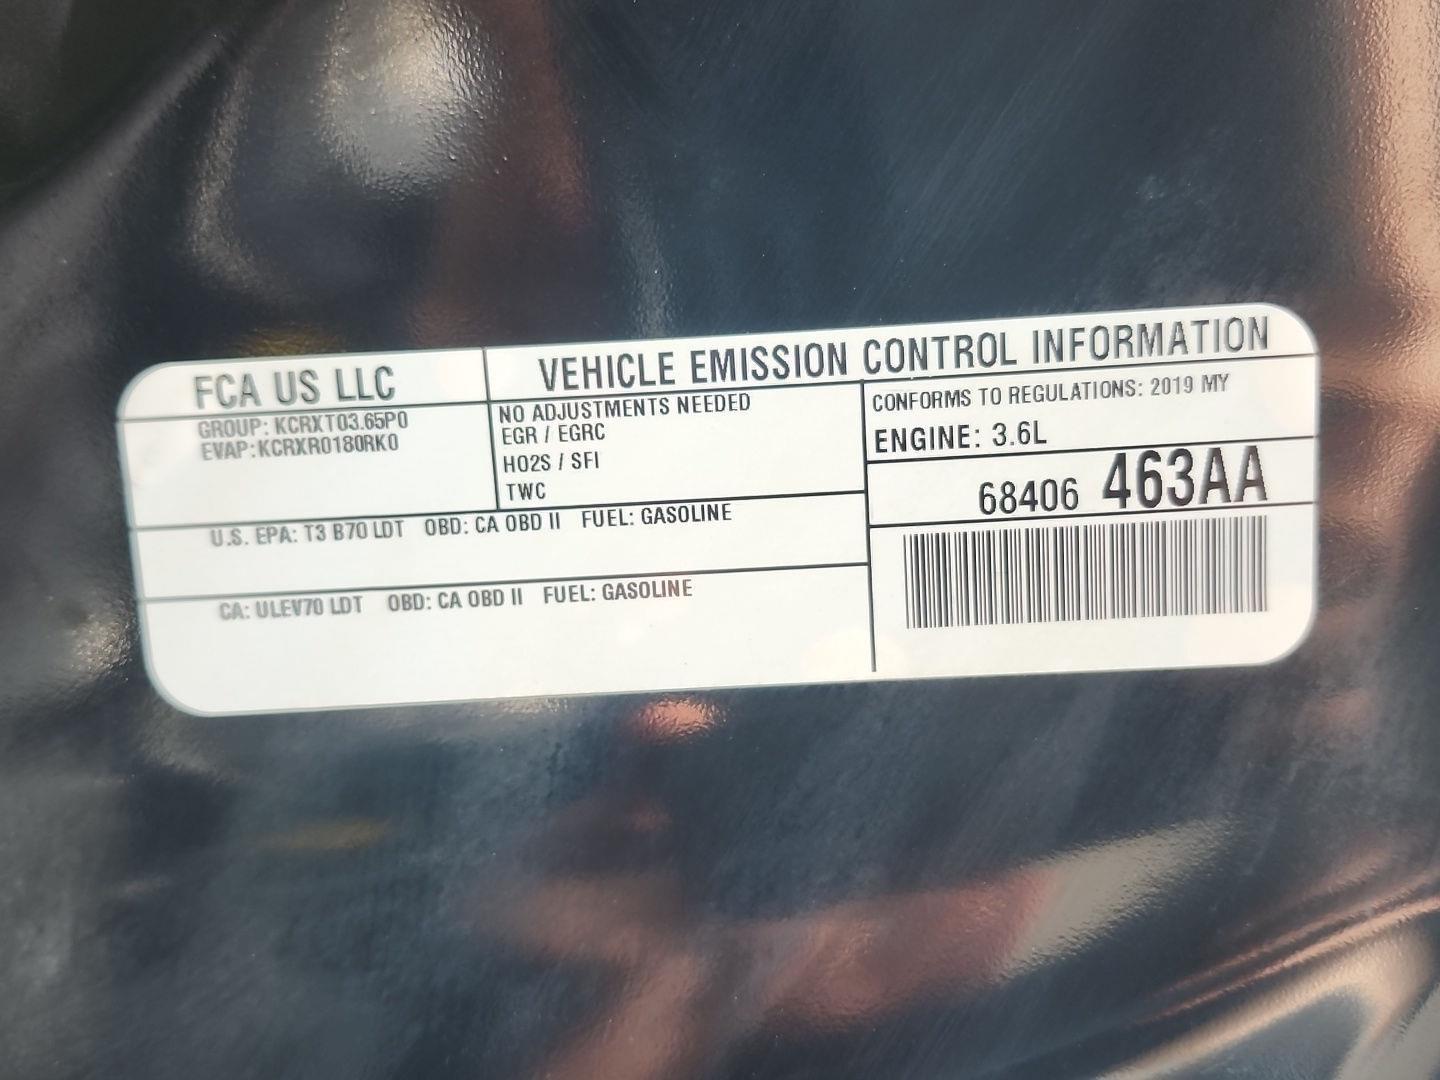 FCA US LLC
VEHICLE EMISSION CONTROL INFORMATION
GROUP: KCRXT03.65P0
EVAP: KCRXR0180RK0
NO ADJUSTMENTS NEEDED
EGR / EGRC
HO2S / SFI
TWC
CONFORMS TO REGULATIONS: 2019 MY
ENGINE: 3.6L
68406 463AA
U.S. EPA: T3 B70 LDT OBD: CA OBD II FUEL: GASOLINE
CA: ULEV70 LDT OBD: CA OBD II FUEL: GASOLINE